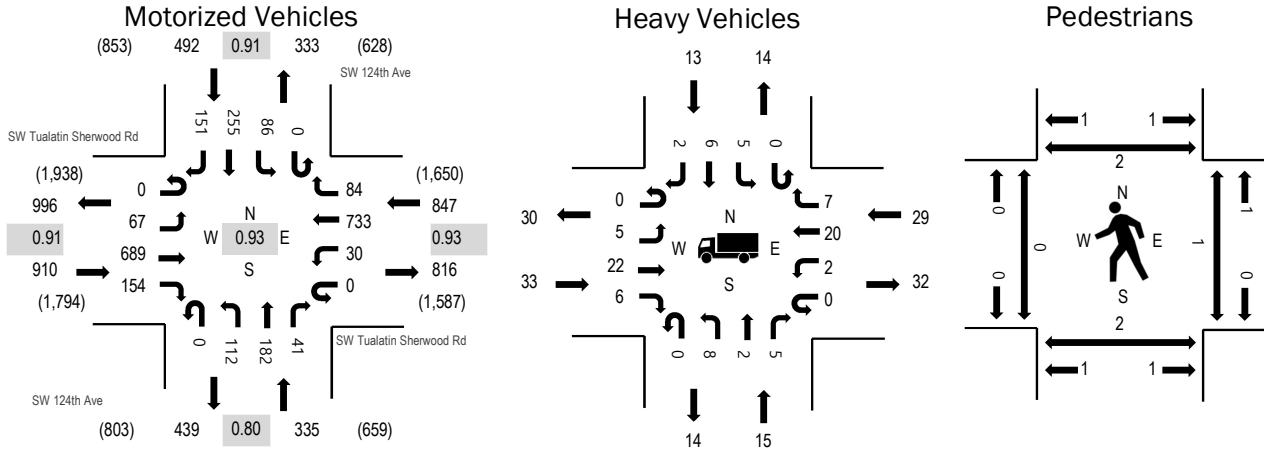 Motorized Vehicles
(853) 492 0.91 333 (628)
SW 124th Ave
151 255 86 0
SW Tualatin Sherwood Rd
(1,938) 0 84 (1,650)
996 67 733 847
0.91 N W 0.93 E S 0.93
910 689 30 816
(1,794) 154 0 (1,587)
0 112 182 41
SW Tualatin Sherwood Rd
SW 124th Ave
(803) 439 0.80 335 (659)
Heavy Vehicles
13 14
2 6 5 0
0 7
30 5 20 29
N
W E
S
33 22 2 32
6 0
0 8 2 5
14 15
Pedestrians
1 1
2
0 N 1
W E
0 1
S
0 0
2
1 1